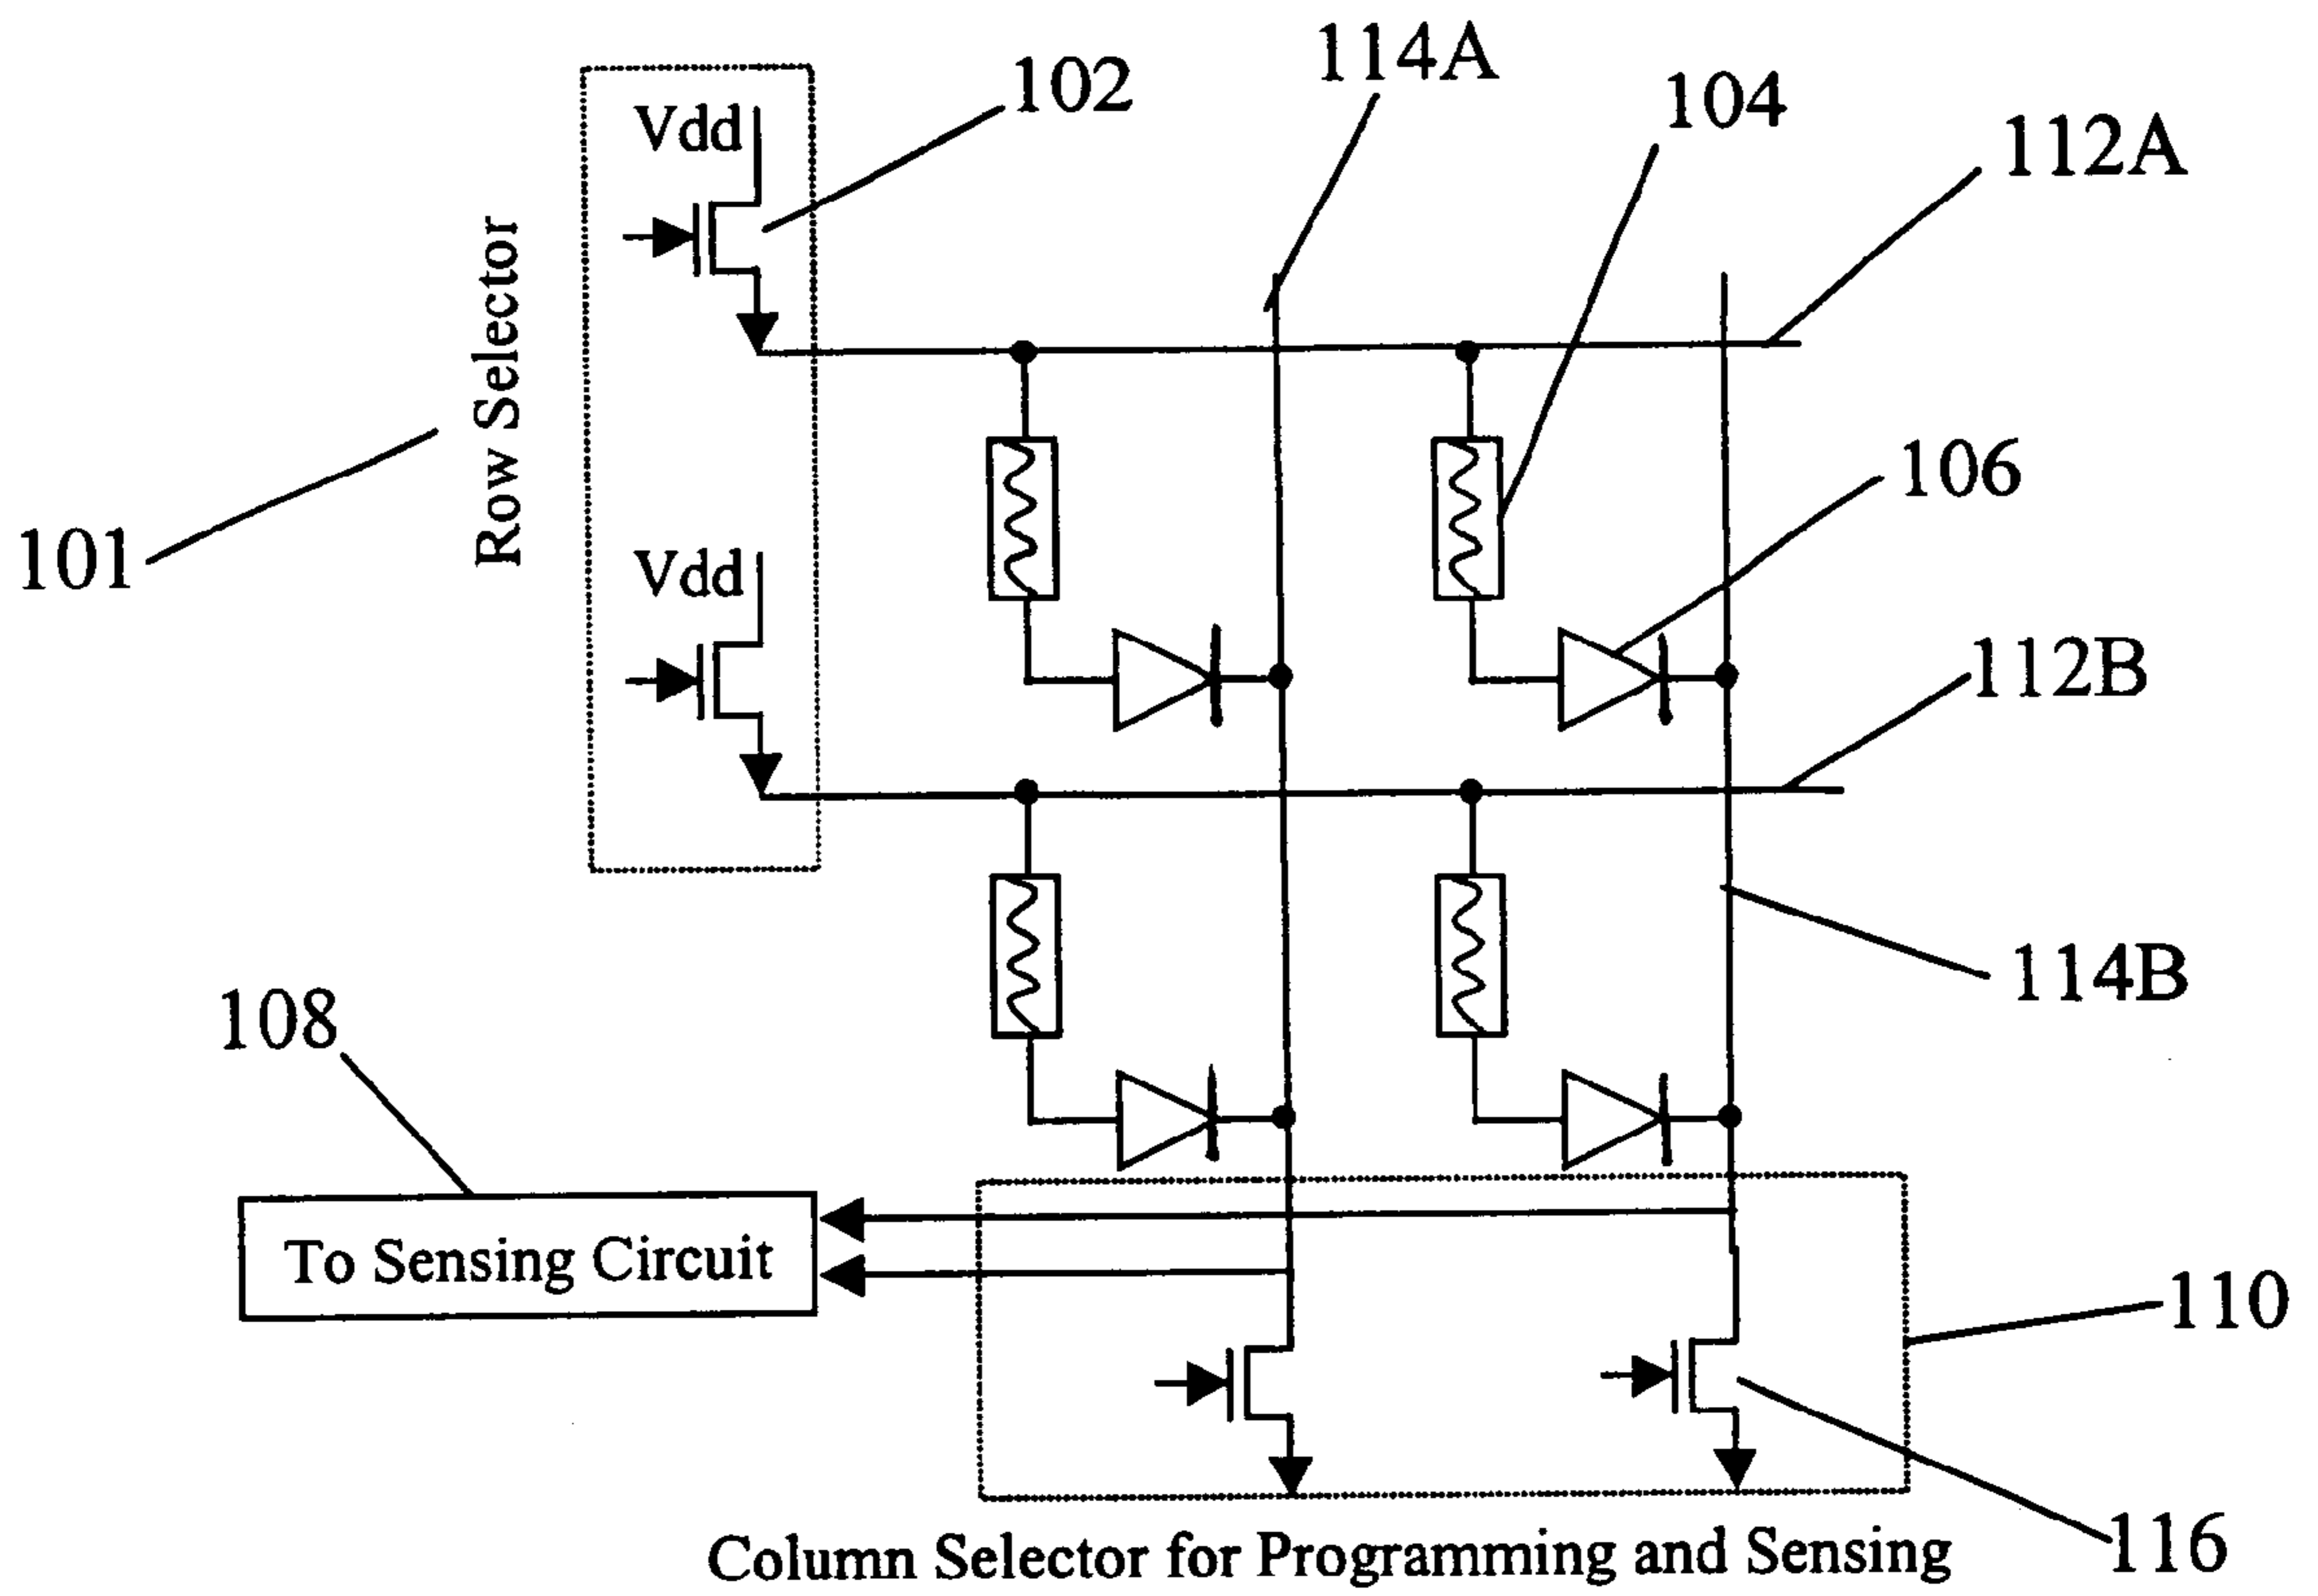 114A
102
104
Vdd
112A
Row Selector
106
101
Vdd
112B
114B
108
To Sensing Circuit
110
116
Column Selector for Programming and Sensing